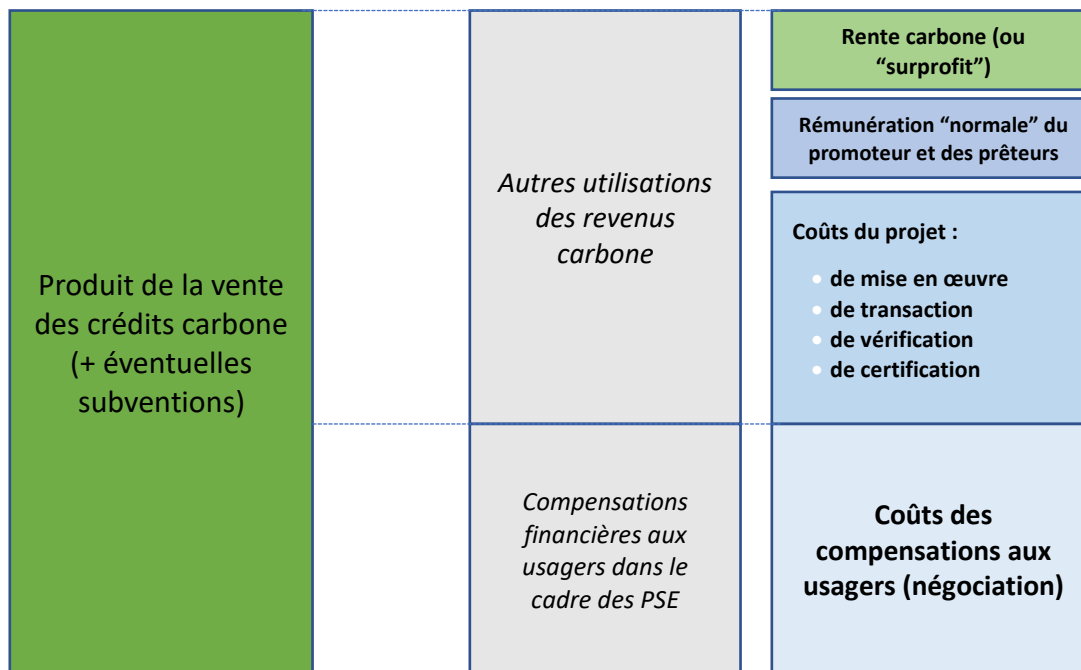 Produit de la vente
des crédits carbone
(+ éventuelles
subventions)
Autres utilisations
des revenus
carbone
Compensations
financières aux
usagers dans le
cadre des PSE
Rente carbone (ou
“surprofit”)
Rémunération “normale” du
promoteur et des prêteurs
Coûts du projet :
• de mise en œuvre
• de transaction
• de vérification
• de certification
Coûts des
compensations aux
usagers (négociation)